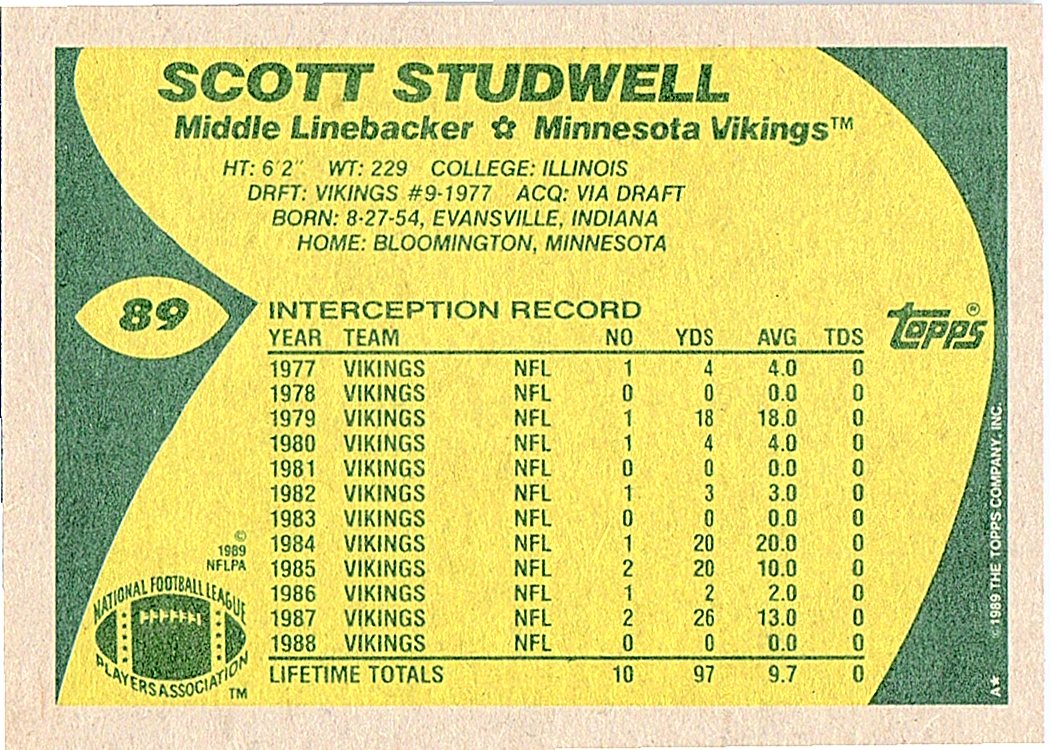 SCOTT STUDWELL
Middle Linebacker ✿ Minnesota Vikings™
HT: 6'2" WT: 229 COLLEGE: ILLINOIS
DRFT: VIKINGS #9-1977 ACQ: VIA DRAFT
BORN: 8-27-54, EVANSVILLE, INDIANA
HOME: BLOOMINGTON, MINNESOTA
89
INTERCEPTION RECORD
YEAR TEAM NO YDS AVG TDS
1977 VIKINGS NFL 1 4 4.0 0
1978 VIKINGS NFL 0 0 0.0 0
1979 VIKINGS NFL 1 18 18.0 0
1980 VIKINGS NFL 1 4 4.0 0
1981 VIKINGS NFL 0 0 0.0 0
1982 VIKINGS NFL 1 3 3.0 0
1983 VIKINGS NFL 0 0 0.0 0
1984 VIKINGS NFL 1 20 20.0 0
1985 VIKINGS NFL 2 20 10.0 0
1986 VIKINGS NFL 1 2 2.0 0
1987 VIKINGS NFL 2 26 13.0 0
1988 VIKINGS NFL 0 0 0.0 0
LIFETIME TOTALS 10 97 9.7 0
topps®
©
1989
NFLPA
NATIONAL FOOTBALL LEAGUE
PLAYERS ASSOCIATION
™
©1989 THE TOPPS COMPANY, INC.
A★